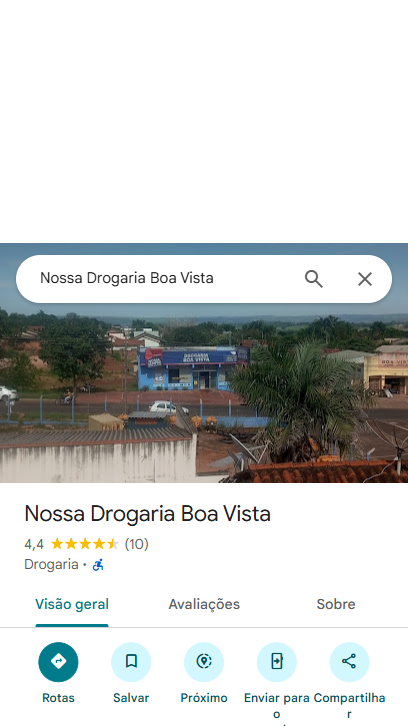 Nossa Drogaria Boa Vista
DROGARIA
BOA VISTA
Nossa Drogaria Boa Vista
4,4 (10)
Drogaria ·
Visão geral Avaliações Sobre
Rotas Salvar Próximo Enviar para Compartilha
o r